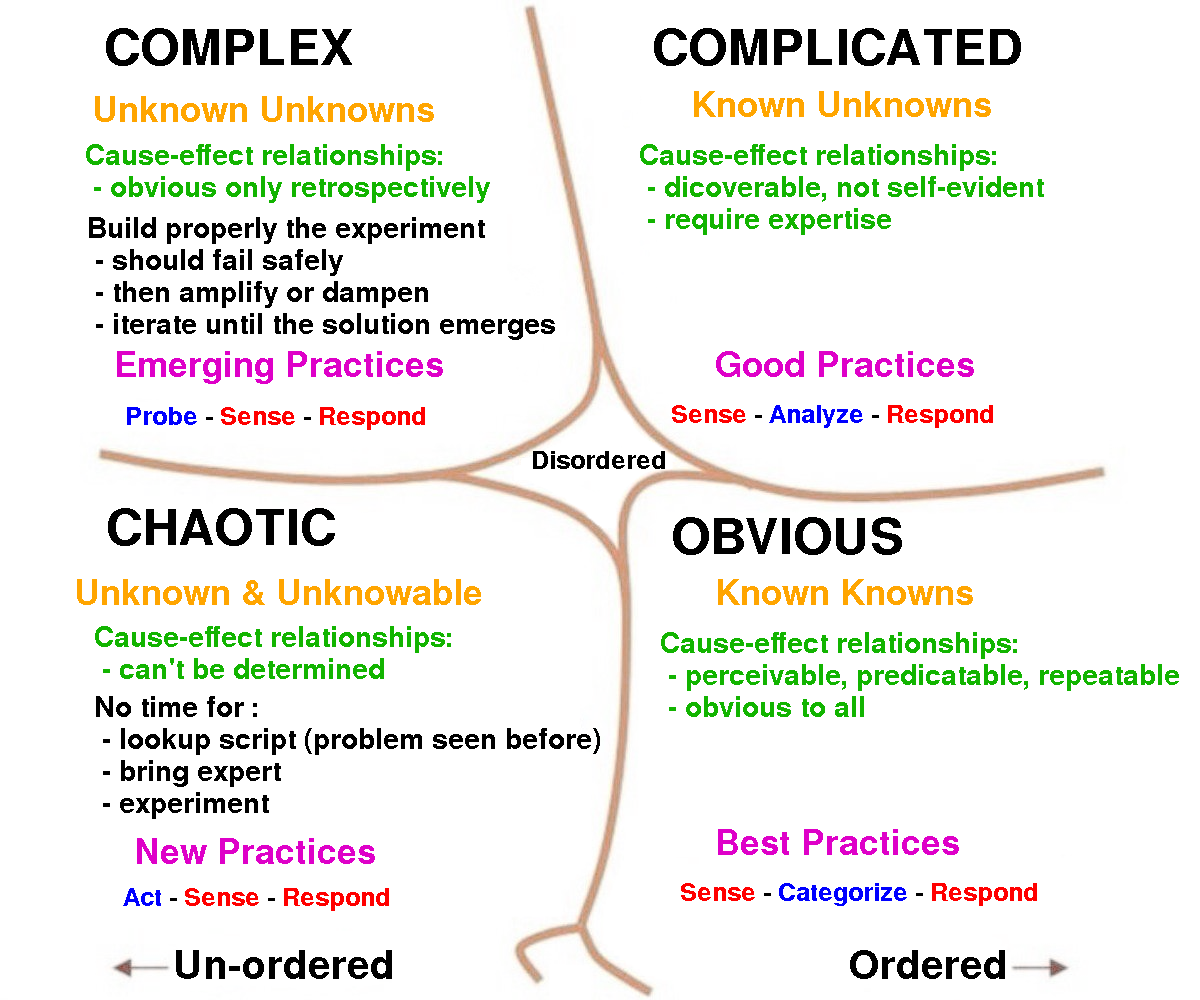 COMPLEX
Unknown Unknowns
Cause-effect relationships:
- obvious only retrospectively
Build properly the experiment
- should fail safely
- then amplify or dampen
- iterate until the solution emerges
Emerging Practices
Probe - Sense - Respond
COMPLICATED
Known Unknowns
Cause-effect relationships:
- dicoverable, not self-evident
- require expertise
Good Practices
Sense - Analyze - Respond
Disordered
CHAOTIC
Unknown & Unknowable
Cause-effect relationships:
- can't be determined
No time for :
- lookup script (problem seen before)
- bring expert
- experiment
New Practices
Act - Sense - Respond
OBVIOUS
Known Knowns
Cause-effect relationships:
- perceivable, predicatable, repeatable
- obvious to all
Best Practices
Sense - Categorize - Respond
Un-ordered
Ordered